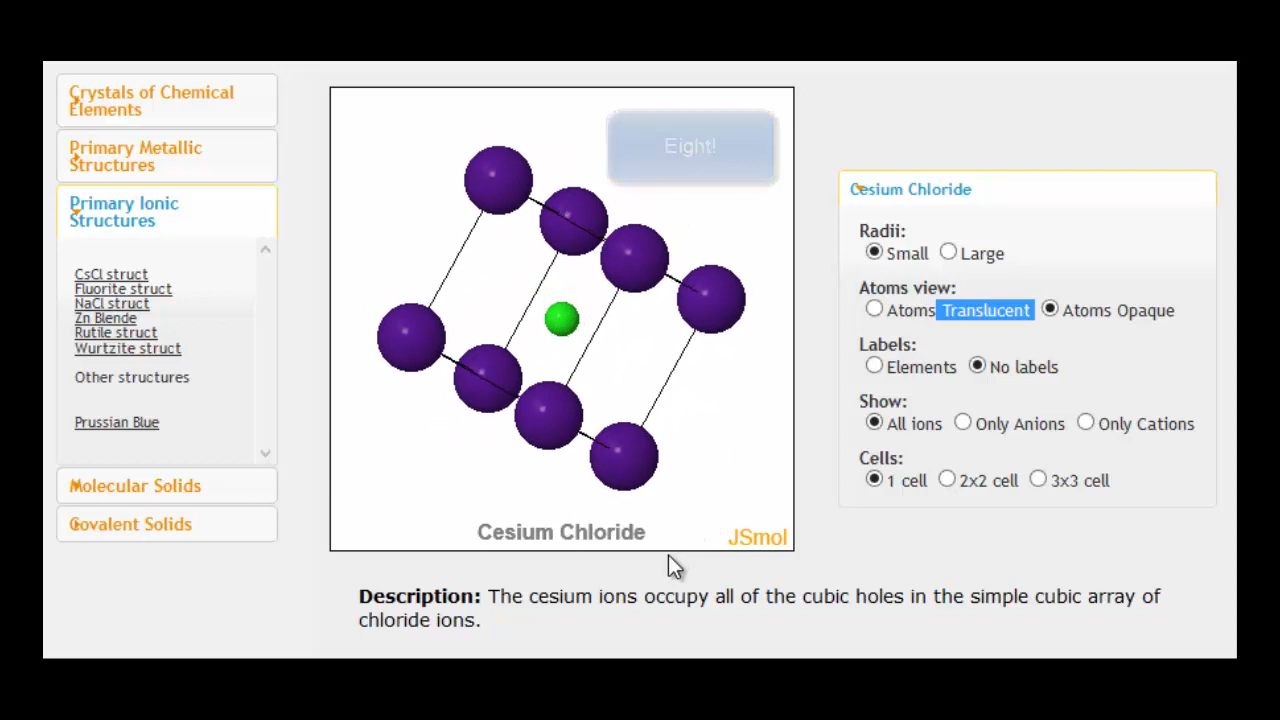 Crystals of Chemical
Elements
Primary Metallic
Structures
Primary Ionic
Structures
CsCl struct
Fluorite struct
NaCl struct
Zn Blende
Rutile struct
Wurtzite struct
Other structures
Prussian Blue
Molecular Solids
Covalent Solids
Eight!
Cesium Chloride
JSmol
Description: The cesium ions occupy all of the cubic holes in the simple cubic array of
chloride ions.
Cesium Chloride
Radii:
Small Large
Atoms view:
Atoms Translucent Atoms Opaque
Labels:
Elements No labels
Show:
All ions Only Anions Only Cations
Cells:
1 cell 2x2 cell 3x3 cell